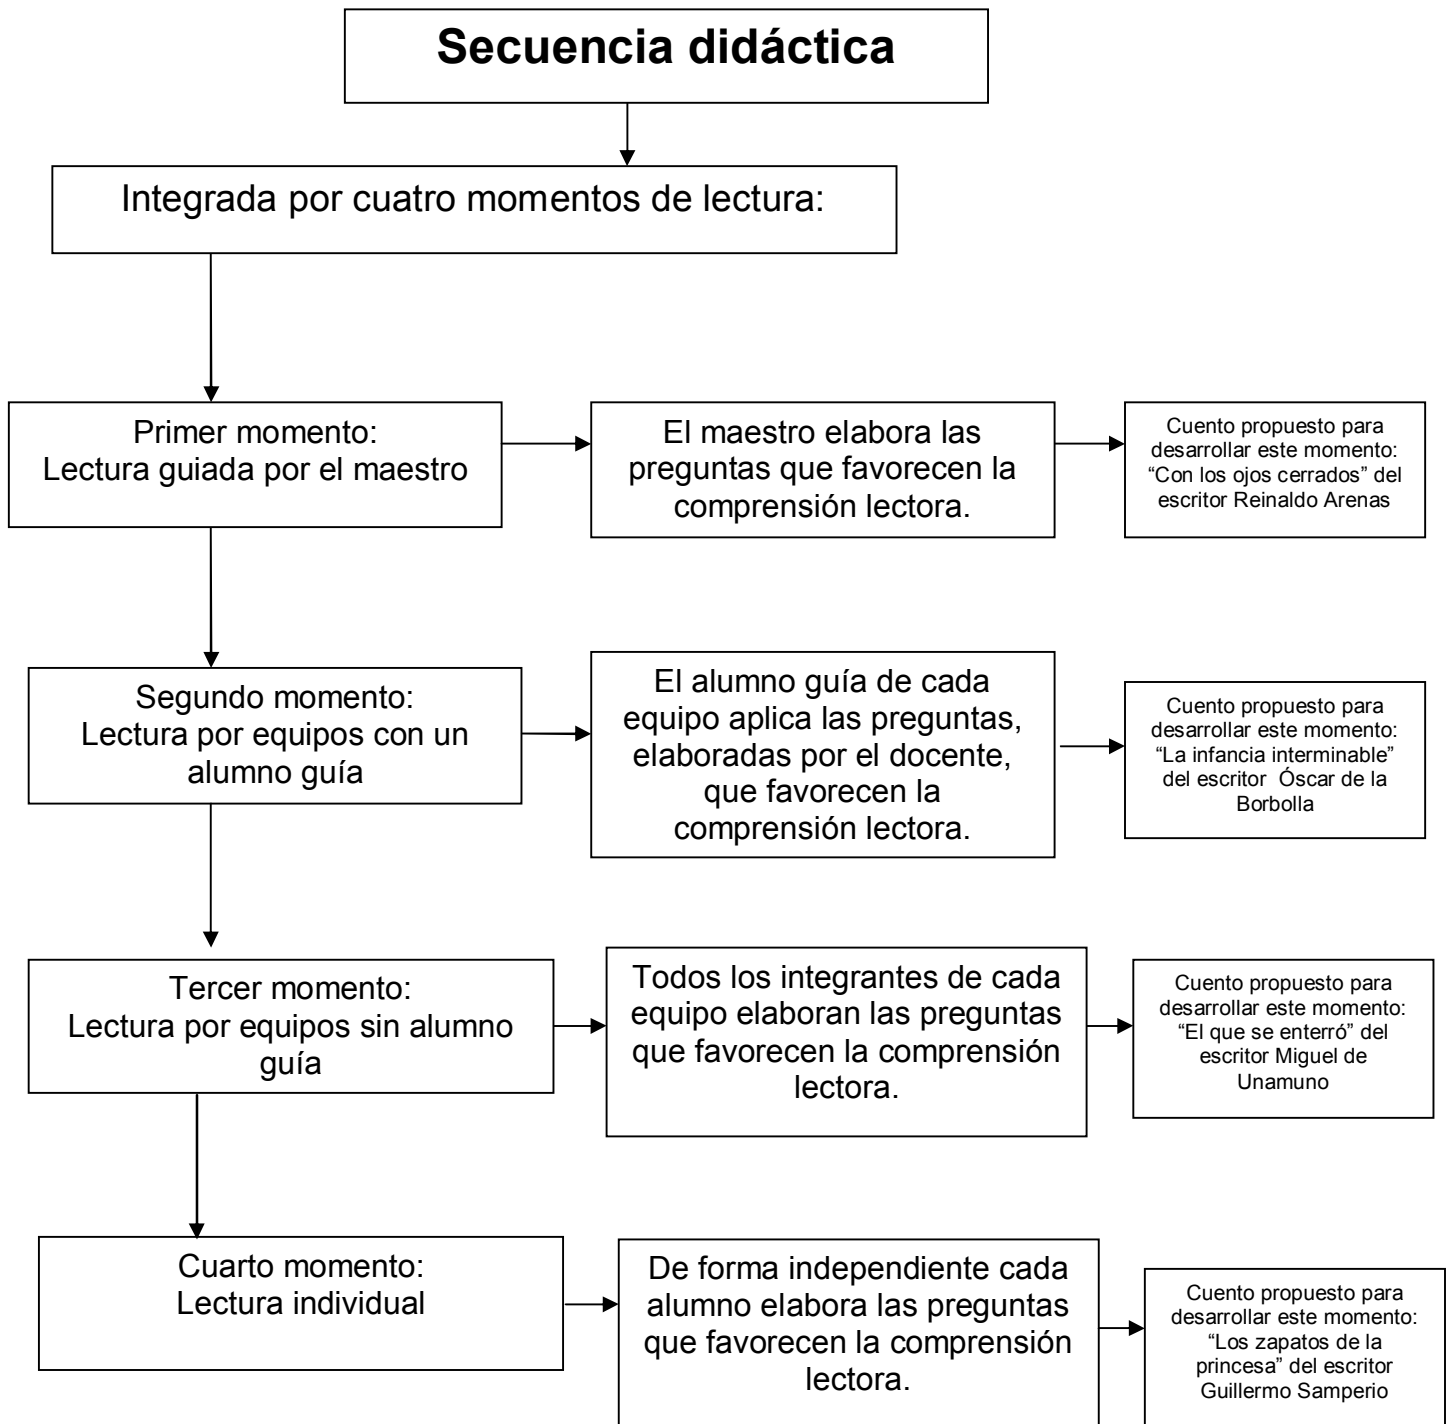 Secuencia didáctica
Integrada por cuatro momentos de lectura:
Primer momento:
Lectura guiada por el maestro
El maestro elabora las
preguntas que favorecen la
comprensión lectora.
Cuento propuesto para
desarrollar este momento:
“Con los ojos cerrados” del
escritor Reinaldo Arenas
Segundo momento:
Lectura por equipos con un
alumno guía
El alumno guía de cada
equipo aplica las preguntas,
elaboradas por el docente,
que favorecen la
comprensión lectora.
Cuento propuesto para
desarrollar este momento:
“La infancia interminable”
del escritor Óscar de la
Borbolla
Tercer momento:
Lectura por equipos sin alumno
guía
Todos los integrantes de cada
equipo elaboran las preguntas
que favorecen la comprensión
lectora.
Cuento propuesto para
desarrollar este momento:
“El que se enterró” del
escritor Miguel de
Unamuno
Cuarto momento:
Lectura individual
De forma independiente cada
alumno elabora las preguntas
que favorecen la comprensión
lectora.
Cuento propuesto para
desarrollar este momento:
“Los zapatos de la
princesa” del escritor
Guillermo Samperio